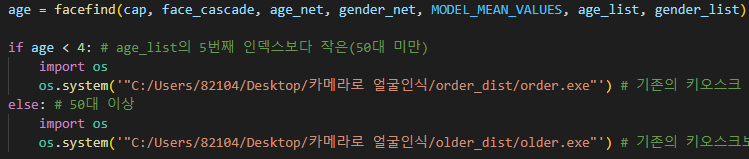 age = facefind(cap, face_cascade, age_net, gender_net, MODEL_MEAN_VALUES, age_list, gender_list)
if age < 4: # age_list의 5번째 인덱스보다 작은(50대 미만)
import os
os.system('"C:/Users/82104/Desktop/카메라로 얼굴인식/order_dist/order.exe"') # 기존의 키오스크
else: # 50대 이상
import os
os.system('"C:/Users/82104/Desktop/카메라로 얼굴인식/older_dist/older.exe"') # 기존의 키오스크보